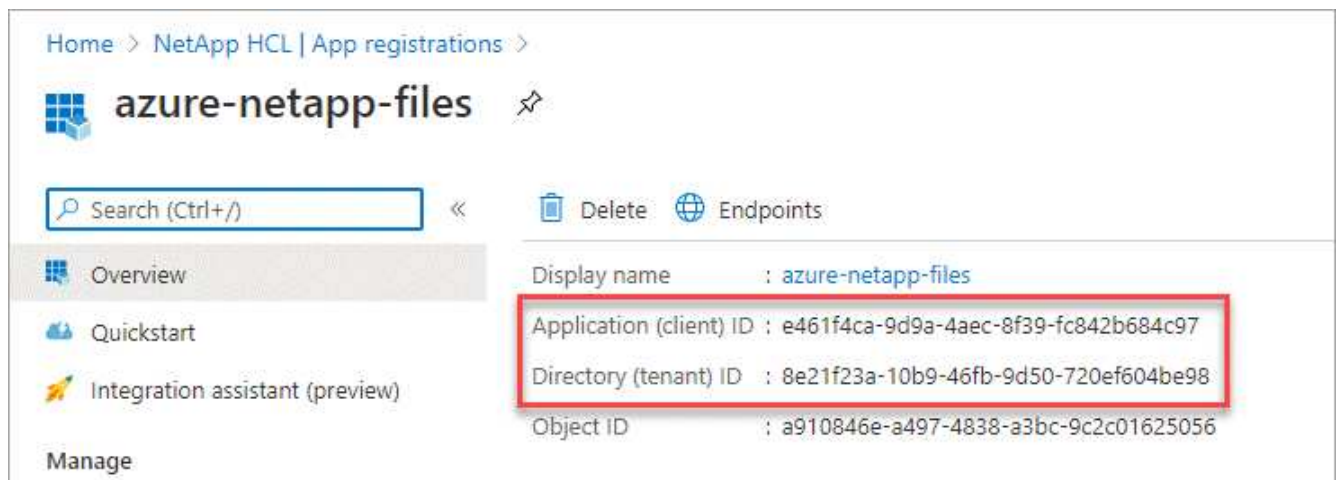 Home > NetApp HCL | App registrations >
azure-netapp-files
Search (Ctrl+/)
«
Delete
Endpoints
Overview
Quickstart
Integration assistant (preview)
Manage
Display name : azure-netapp-files
Application (client) ID : e461f4ca-9d9a-4aec-8f39-fc842b684c97
Directory (tenant) ID : 8e21f23a-10b9-46fb-9d50-720ef604be98
Object ID : a910846e-a497-4838-a3bc-9c2c01625056